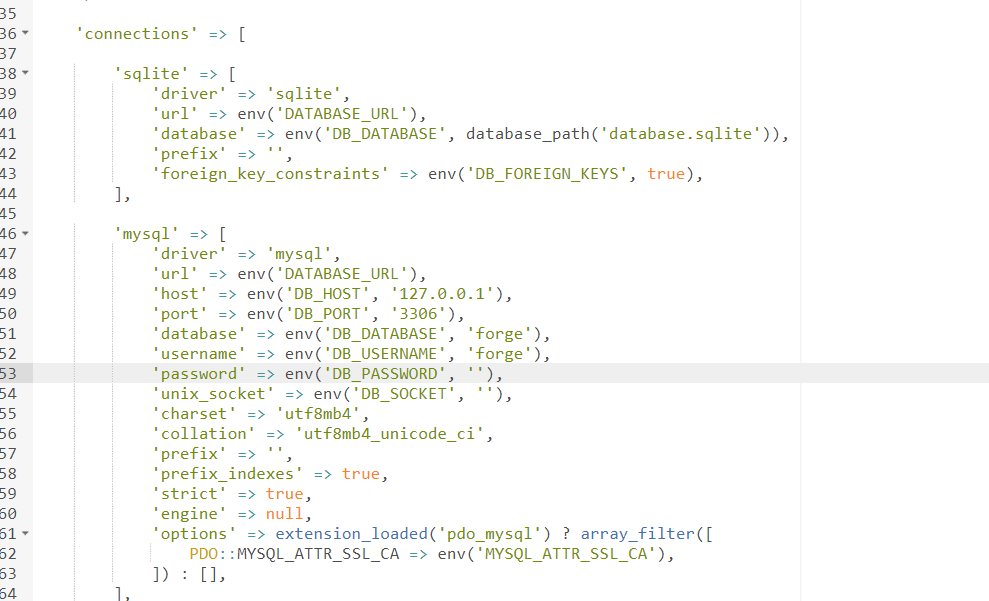 35
36 'connections' => [
37
38 'sqlite' => [
39 'driver' => 'sqlite',
40 'url' => env('DATABASE_URL'),
41 'database' => env('DB_DATABASE', database_path('database.sqlite')),
42 'prefix' => '',
43 'foreign_key_constraints' => env('DB_FOREIGN_KEYS', true),
44 ],
45
46 'mysql' => [
47 'driver' => 'mysql',
48 'url' => env('DATABASE_URL'),
49 'host' => env('DB_HOST', '127.0.0.1'),
50 'port' => env('DB_PORT', '3306'),
51 'database' => env('DB_DATABASE', 'forge'),
52 'username' => env('DB_USERNAME', 'forge'),
53 'password' => env('DB_PASSWORD', ''),
54 'unix_socket' => env('DB_SOCKET', ''),
55 'charset' => 'utf8mb4',
56 'collation' => 'utf8mb4_unicode_ci',
57 'prefix' => '',
58 'prefix_indexes' => true,
59 'strict' => true,
60 'engine' => null,
61 'options' => extension_loaded('pdo_mysql') ? array_filter([
62 PDO::MYSQL_ATTR_SSL_CA => env('MYSQL_ATTR_SSL_CA'),
63 ]) : [],
64 ],